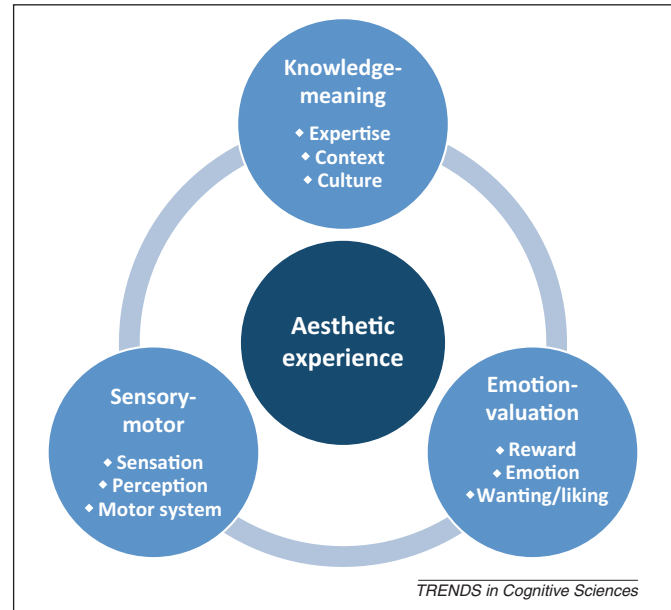 Knowledge-
meaning
◆ Expertise
◆ Context
◆ Culture
Aesthetic
experience
Sensory-
motor
◆ Sensation
◆ Perception
◆ Motor system
Emotion-
valuation
◆ Reward
◆ Emotion
◆ Wanting/liking
TRENDS in Cognitive Sciences